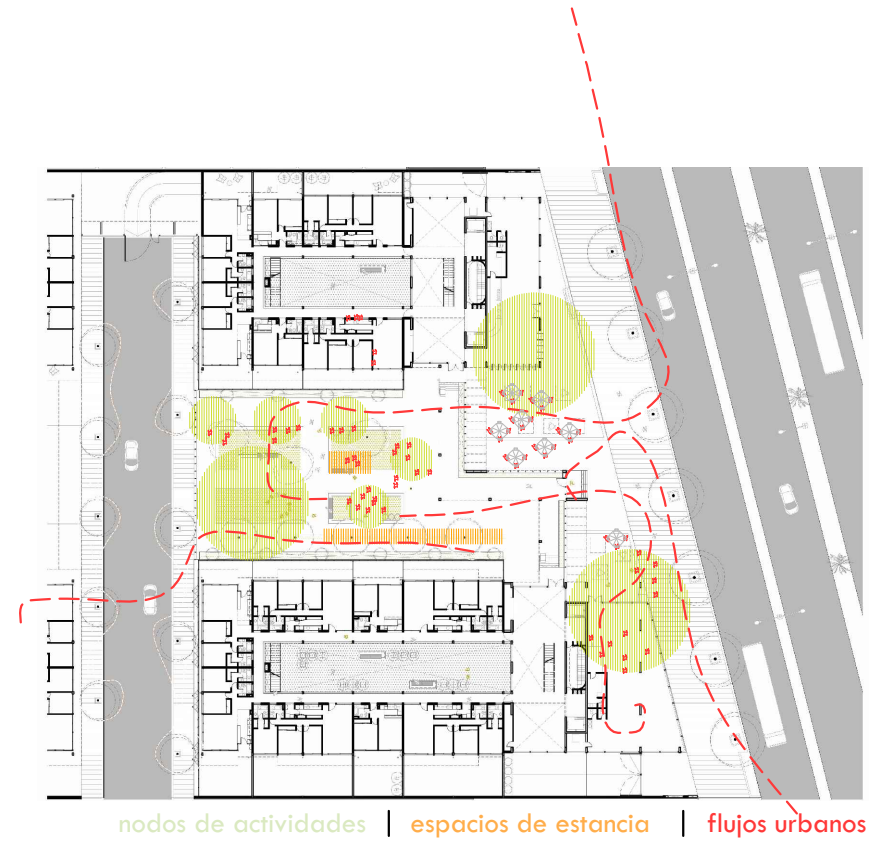 nodos de actividades | espacios de estancia | flujos urbanos